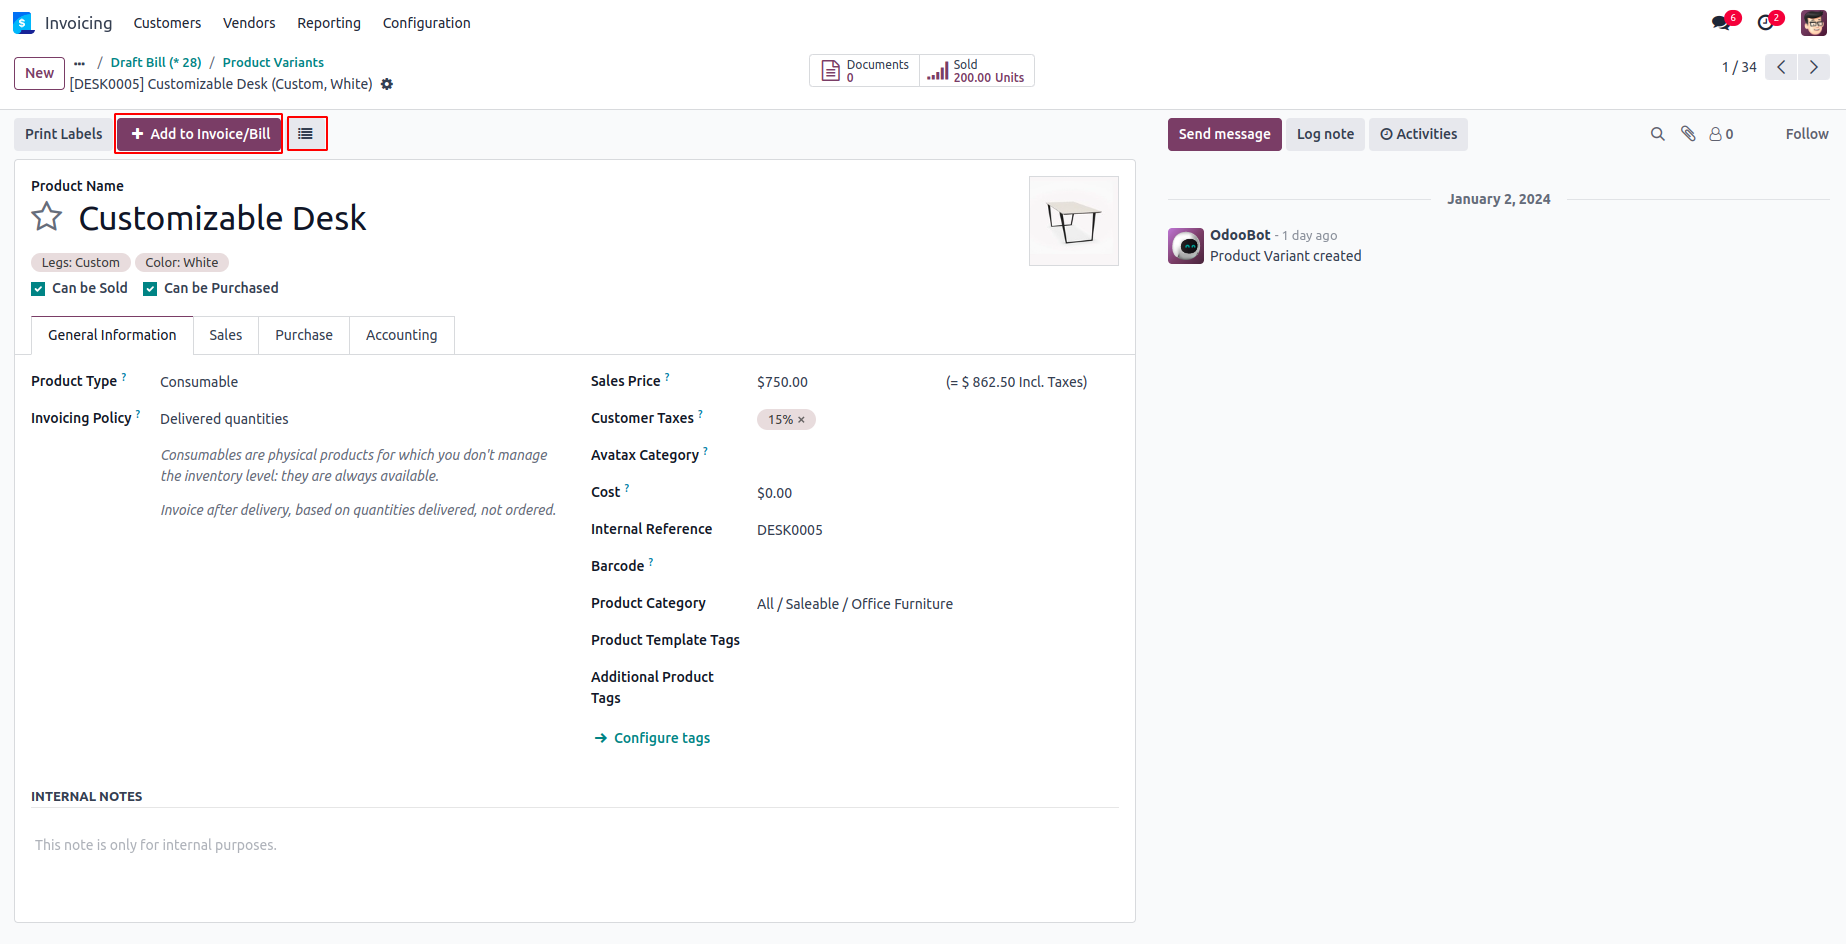 Invoicing Customers Vendors Reporting Configuration 6 2
New ... / Draft Bill (* 28) / Product Variants
[DESK0005] Customizable Desk (Custom, White)
Documents
0
Sold
200.00 Units
1 / 34
Print Labels + Add to Invoice/Bill
Send message Log note Activities 0 Follow
Product Name
Customizable Desk
Legs: Custom Color: White
Can be Sold Can be Purchased
General Information Sales Purchase Accounting
Product Type ? Consumable
Invoicing Policy ? Delivered quantities
Consumables are physical products for which you don't manage
the inventory level: they are always available.
Invoice after delivery, based on quantities delivered, not ordered.
Sales Price ? $750.00 (= $ 862.50 Incl. Taxes)
Customer Taxes ? 15% ×
Avatax Category ?
Cost ? $0.00
Internal Reference DESK0005
Barcode ?
Product Category All / Saleable / Office Furniture
Product Template Tags
Additional Product
Tags
→ Configure tags
INTERNAL NOTES
This note is only for internal purposes.
January 2, 2024
OdooBot - 1 day ago
Product Variant created